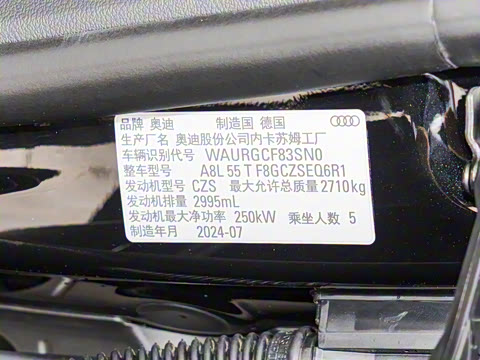 品牌 奥迪 制造国 德国
生产厂名 奥迪股份公司内卡苏姆工厂
车辆识别代号 WAURGCF83SN0
整车型号 A8L 55 T F8GCZSEQ6R1
发动机型号 CZS 最大允许总质量 2710kg
发动机排量 2995mL
发动机最大净功率 250kW 乘坐人数 5
制造年月 2024-07